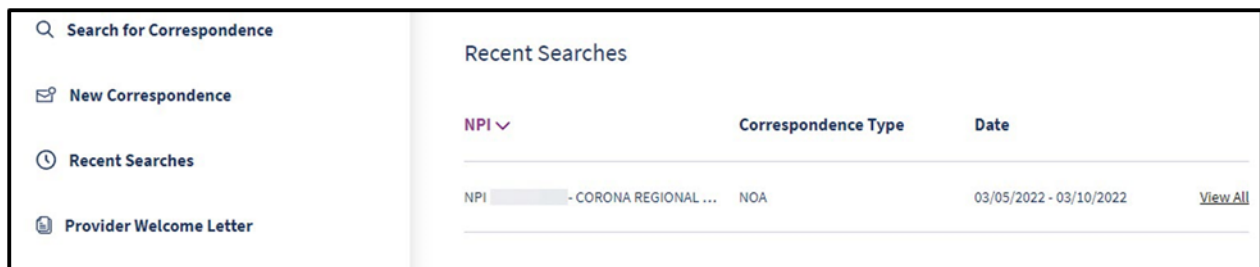 Search for Correspondence
New Correspondence
Recent Searches
Provider Welcome Letter
Recent Searches
NPI Correspondence Type Date
NPI - CORONA REGIONAL ... NOA 03/05/2022 - 03/10/2022 View All